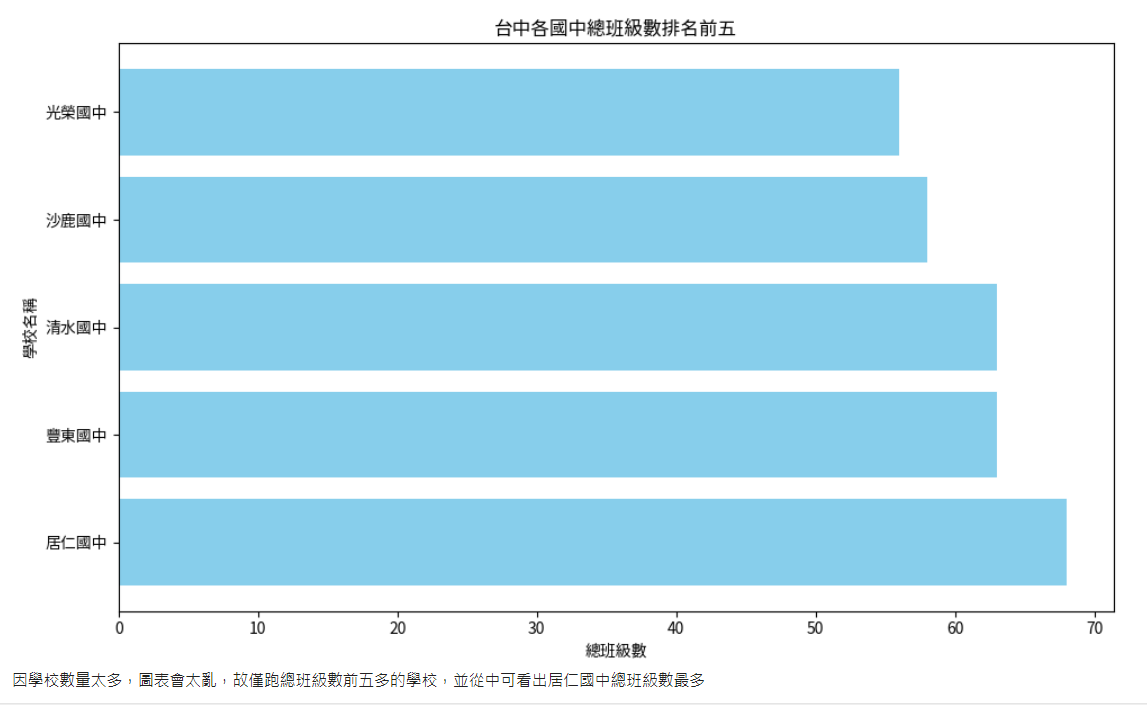 台中各國中總班級數排名前五
學校名稱
光榮國中
沙鹿國中
清水國中
豐東國中
居仁國中
0 10 20 30 40 50 60 70
總班級數
因學校數量太多，圖表會太亂，故僅跑總班級數前五多的學校，並從中可看出居仁國中總班級數最多